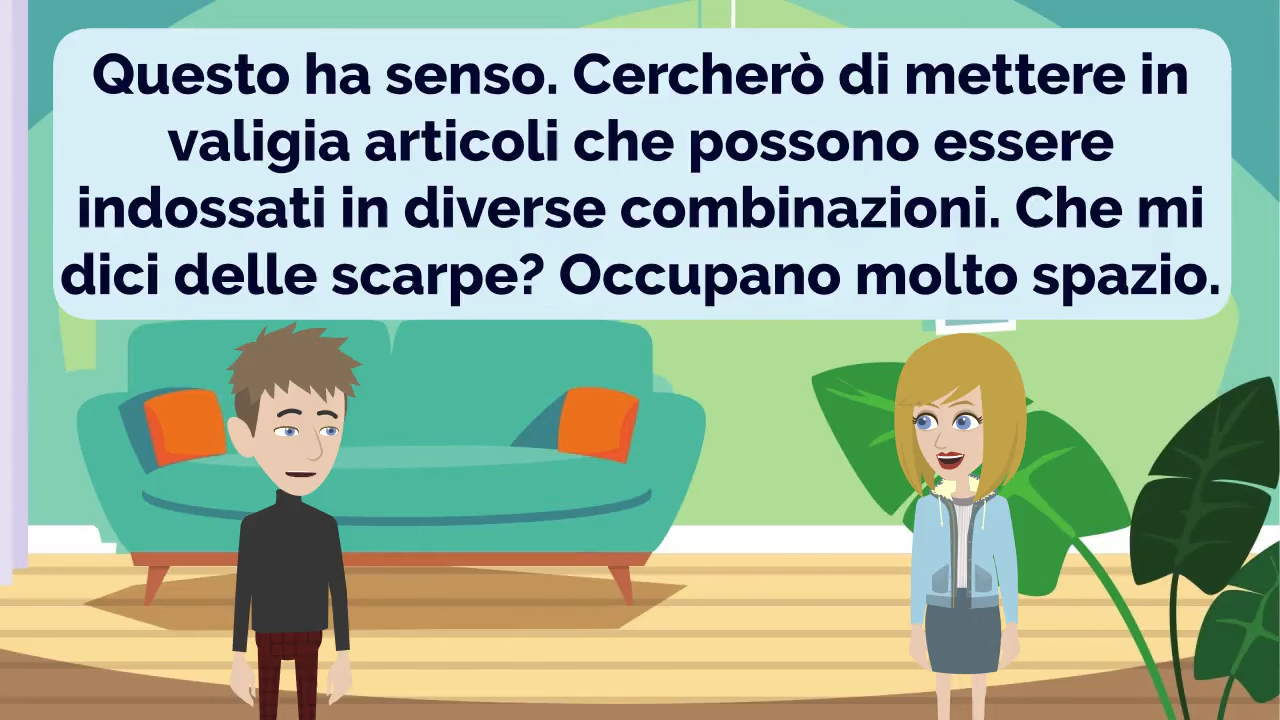 Questo ha senso. Cercherò di mettere in
valigia articoli che possono essere
indossati in diverse combinazioni. Che mi
dici delle scarpe? Occupano molto spazio.